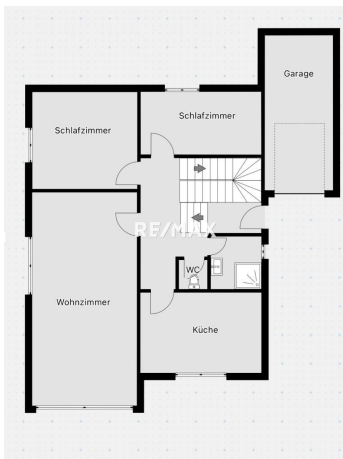 Garage
Schlafzimmer
Schlafzimmer
RE/MAX
WC
Wohnzimmer
Küche